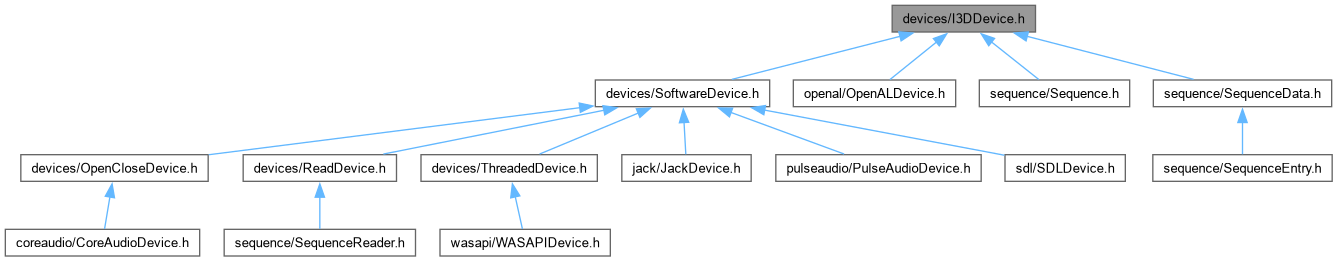 devices/I3DDevice.h
devices/SoftwareDevice.h
openal/OpenALDevice.h
sequence/Sequence.h
sequence/SequenceData.h
devices/OpenCloseDevice.h
devices/ReadDevice.h
devices/ThreadedDevice.h
jack/JackDevice.h
pulseaudio/PulseAudioDevice.h
sdl/SDLDevice.h
sequence/SequenceEntry.h
coreaudio/CoreAudioDevice.h
sequence/SequenceReader.h
wasapi/WASAPIDevice.h